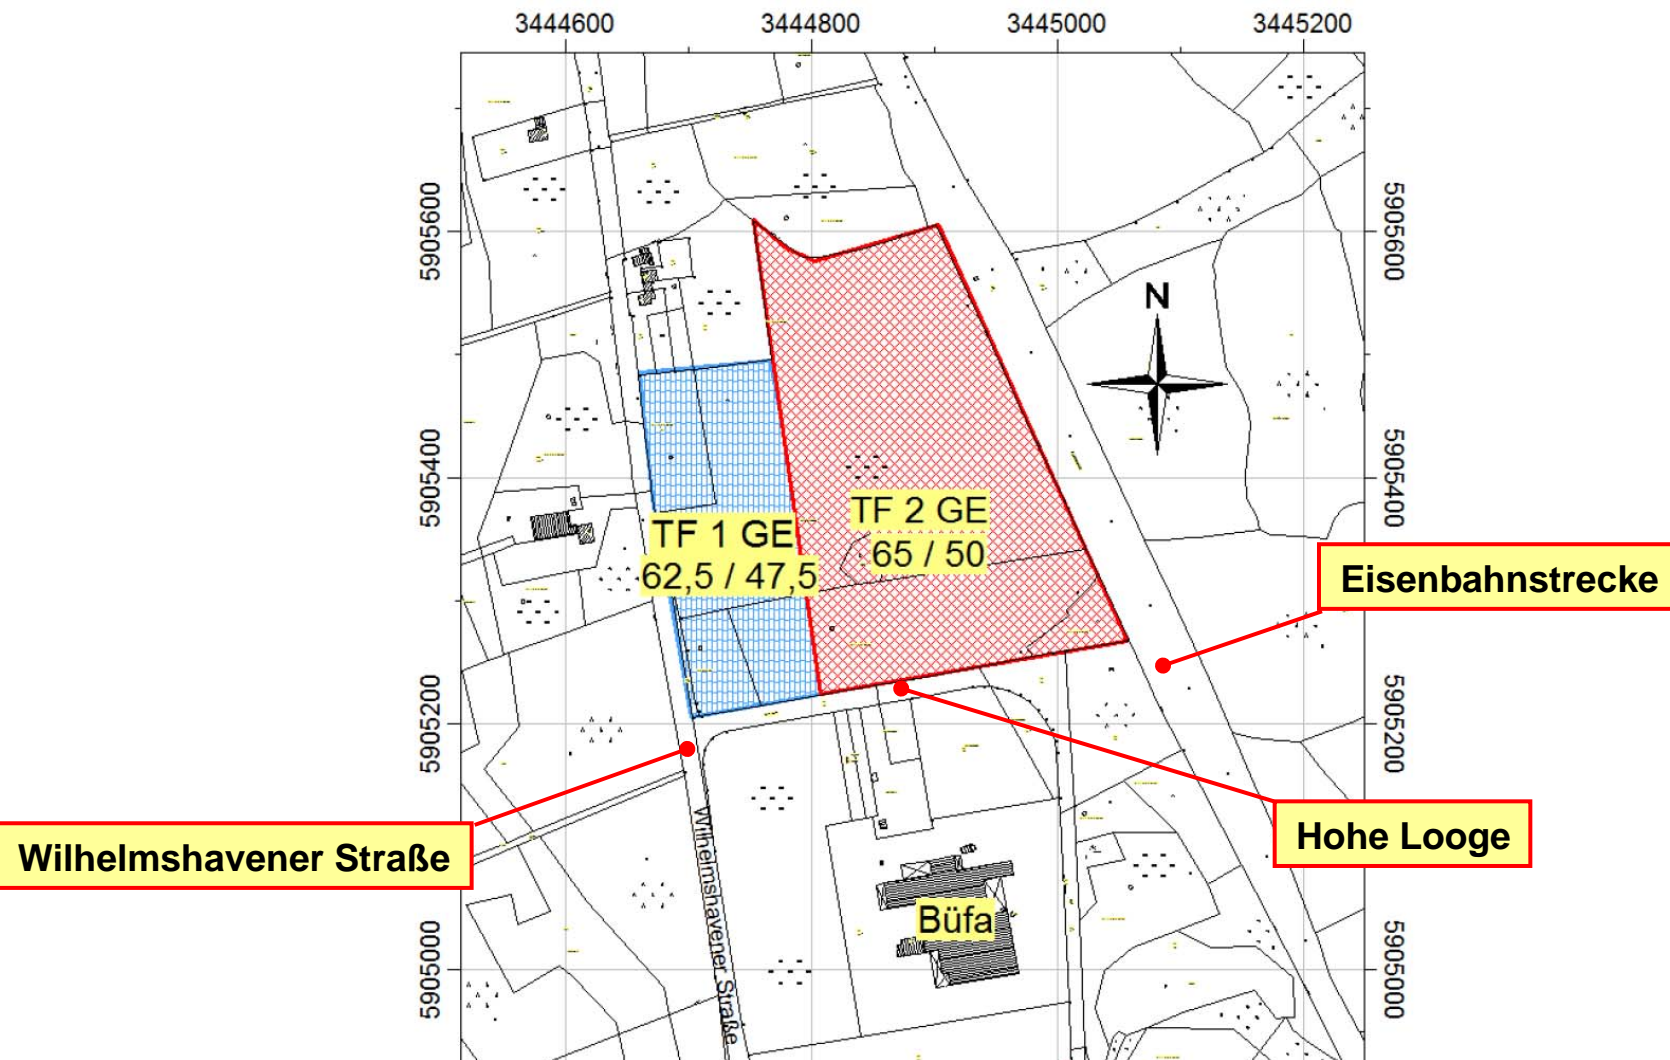 3444600 3444800 3445000 3445200
5905600
5905600
N
5905400
5905400
TF 1 GE
62,5 / 47,5
TF 2 GE
65 / 50
Eisenbahnstrecke
5905200
5905200
Hohe Looge
Wilhelmshavener Straße
Wilhelmshavener Straße
Büfa
5905000
5905000